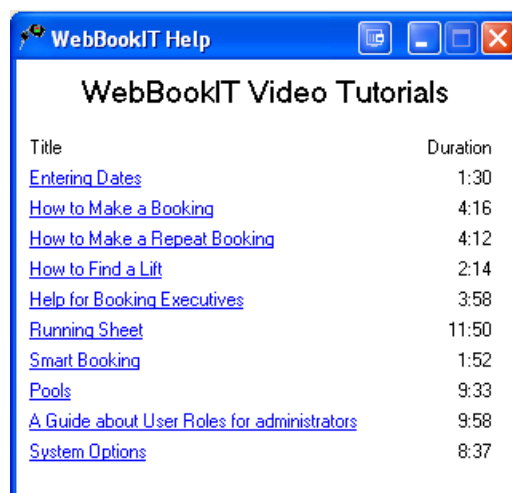 WebBookIT Help
WebBookIT Video Tutorials
Title Duration
Entering Dates 1:30
How to Make a Booking 4:16
How to Make a Repeat Booking 4:12
How to Find a Lift 2:14
Help for Booking Executives 3:58
Running Sheet 11:50
Smart Booking 1:52
Pools 9:33
A Guide about User Roles for administrators 9:58
System Options 8:37